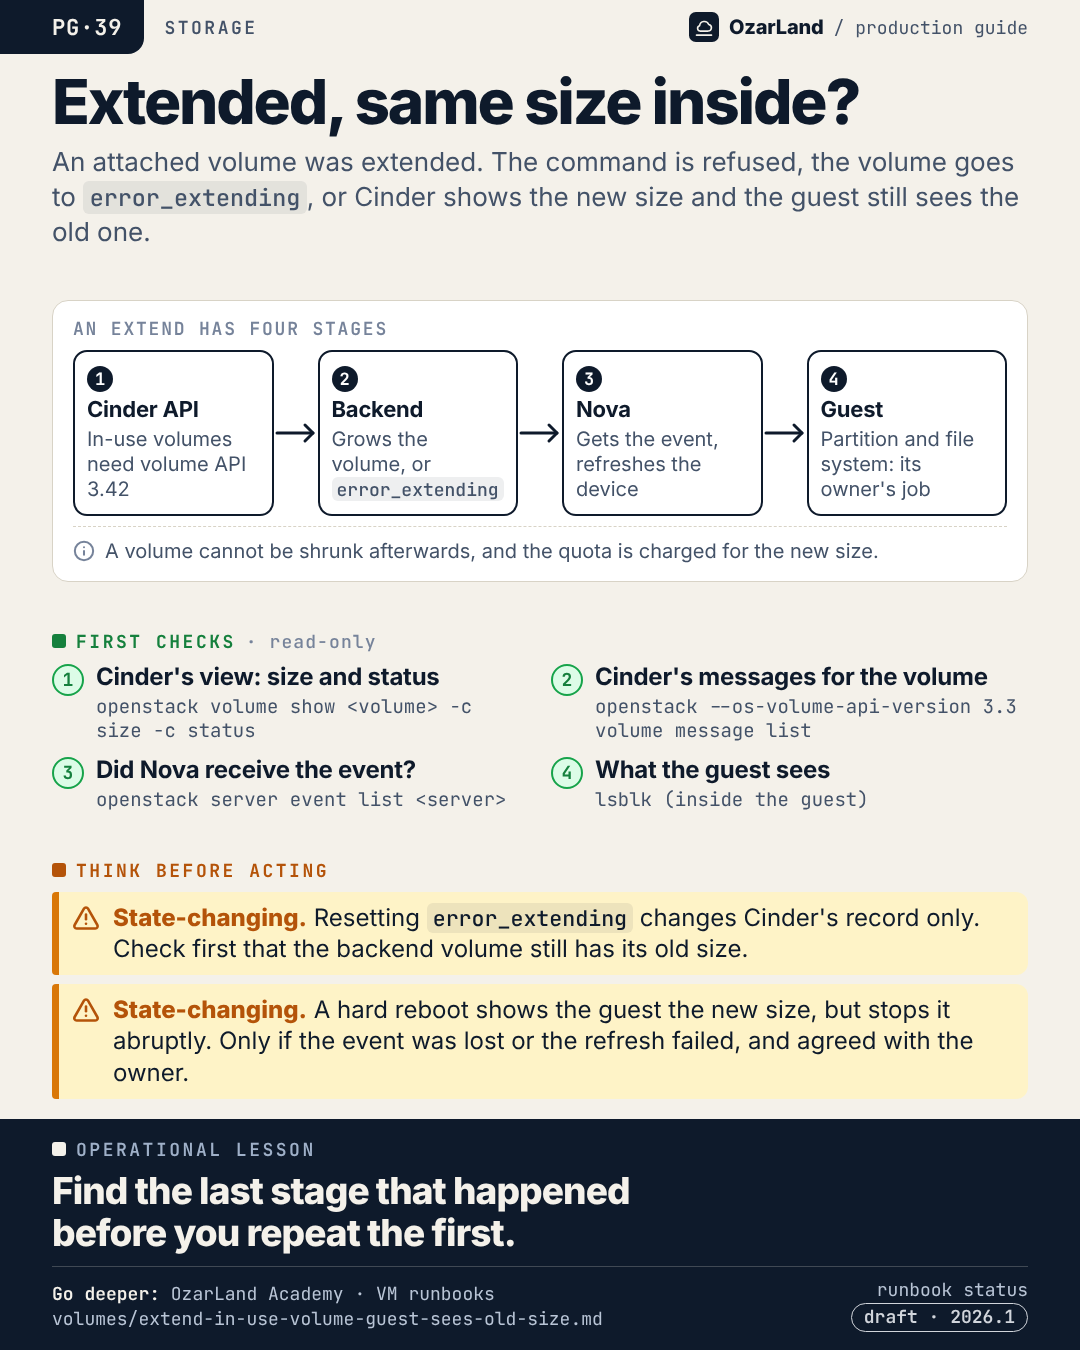 PG·39
STORAGE
OzarLand / production guide
Extended, same size inside?
An attached volume was extended. The command is refused, the volume goes
to error_extending, or Cinder shows the new size and the guest still sees the
old one.
AN EXTEND HAS FOUR STAGES
1
Cinder API
In-use volumes
need volume API
3.42
2
Backend
Grows the
volume, or
error_extending
3
Nova
Gets the event,
refreshes the
device
4
Guest
Partition and file
system: its
owner's job
A volume cannot be shrunk afterwards, and the quota is charged for the new size.
FIRST CHECKS · read-only
1 Cinder's view: size and status
openstack volume show <volume> -c
size -c status
2 Cinder's messages for the volume
openstack --os-volume-api-version 3.3
volume message list
3 Did Nova receive the event?
openstack server event list <server>
4 What the guest sees
lsblk (inside the guest)
THINK BEFORE ACTING
State-changing. Resetting error_extending changes Cinder's record only.
Check first that the backend volume still has its old size.
State-changing. A hard reboot shows the guest the new size, but stops it
abruptly. Only if the event was lost or the refresh failed, and agreed with the
owner.
OPERATIONAL LESSON
Find the last stage that happened
before you repeat the first.
Go deeper: OzarLand Academy · VM runbooks
volumes/extend-in-use-volume-guest-sees-old-size.md
runbook status
draft · 2026.1